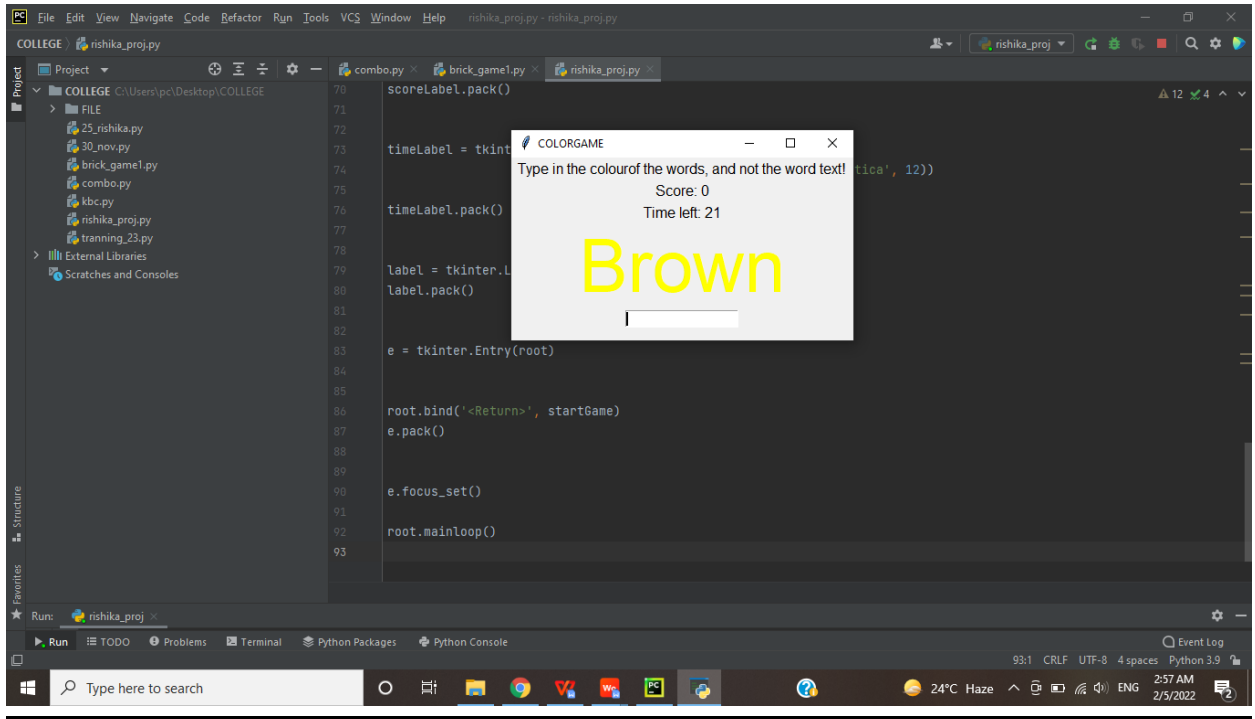 PC File Edit View Navigate Code Refactor Run Tools VCS Window Help rishika_proj.py - rishika_proj.py
COLLEGE rishika_proj.py rishika_proj
Project Project combo.py brick_game1.py rishika_proj.py
COLLEGE C:\Users\pc\Desktop\COLLEGE
FILE
25_rishika.py
30_nov.py
brick_game1.py
combo.py
kbc.py
rishika_proj.py
tranning_23.py
External Libraries
Scratches and Consoles
Structure
Favorites
12 4
70 scoreLabel.pack()
71
72
73 timeLabel = tkint
74 tica', 12))
75
76 timeLabel.pack()
77
78
79 label = tkinter.L
80 label.pack()
81
82
83 e = tkinter.Entry(root)
84
85
86 root.bind('<Return>', startGame)
87 e.pack()
88
89
90 e.focus_set()
91
92 root.mainloop()
93
COLORGAME
Type in the colourof the words, and not the word text!
Score: 0
Time left: 21
Brown
Run: rishika_proj
Run TODO Problems Terminal Python Packages Python Console Event Log
93:1 CRLF UTF-8 4 spaces Python 3.9
Type here to search PC 24°C Haze ENG 2:57 AM
2/5/2022 2